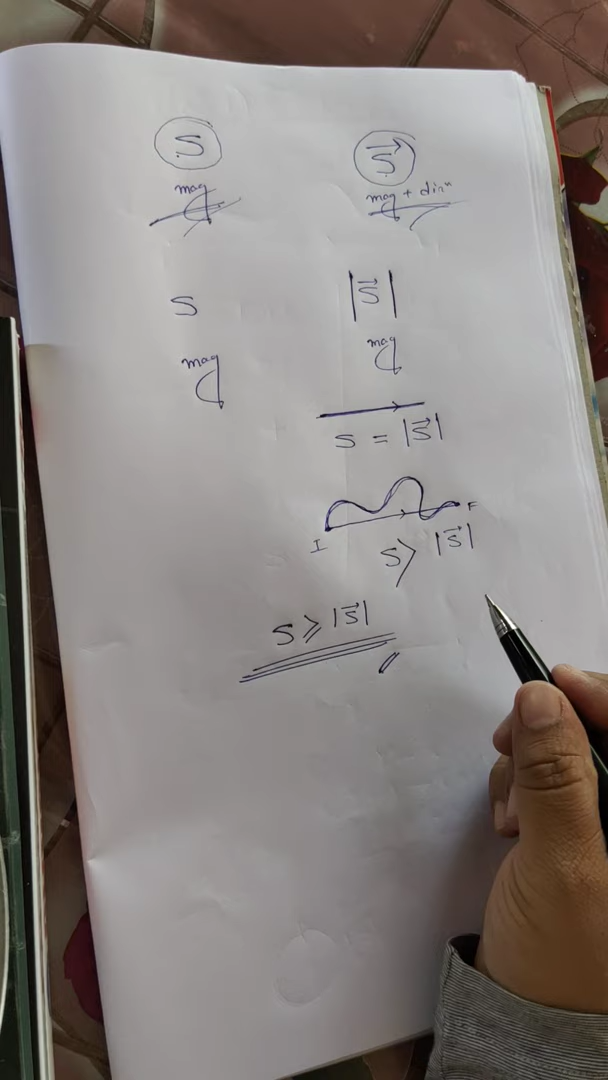 S
S⃗
mag
mag + dirⁿ
S
|S⃗|
mag
mag
S = |S⃗|
I
F
S > |S⃗|
S ⩾ |S⃗|